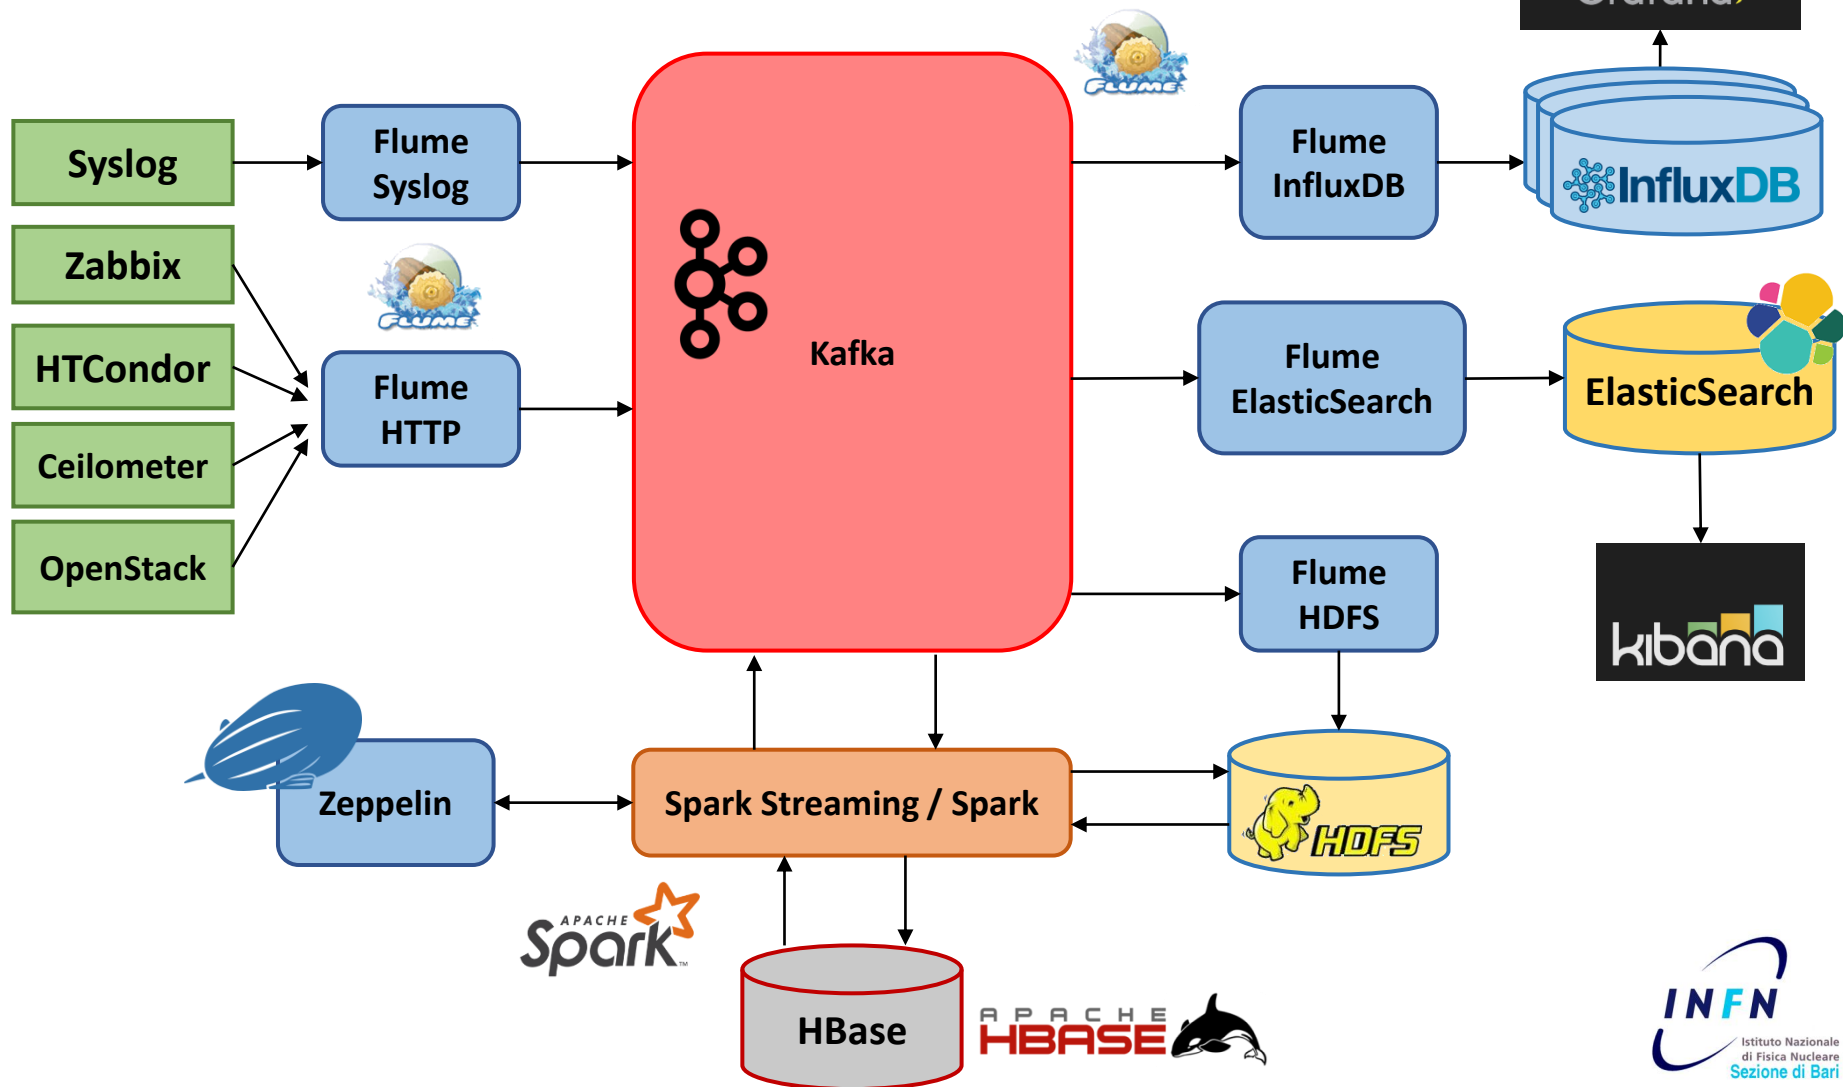 Grafana
FLUME
Syslog
Flume
Syslog
Flume
InfluxDB
InfluxDB
Zabbix
FLUME
HTCondor
Flume
HTTP
Kafka
Flume
ElasticSearch
ElasticSearch
Ceilometer
OpenStack
Flume
HDFS
kibana
Zeppelin
Spark Streaming / Spark
HDFS
APACHE
Spark™
HBase
APACHE
HBASE
INFN
Istituto Nazionale
di Fisica Nucleare
Sezione di Bari